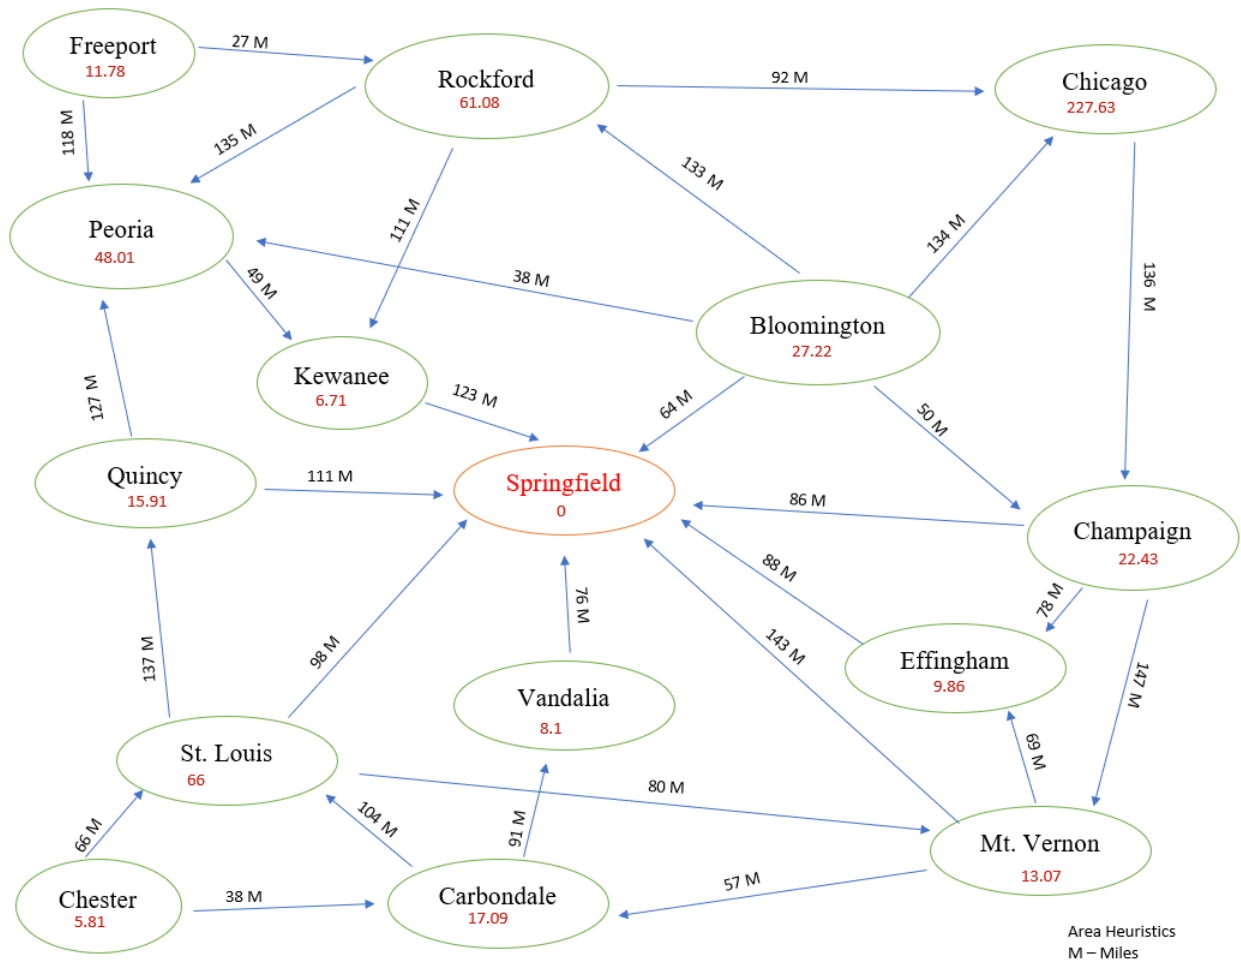 Freeport
11.78
27 M
Rockford
61.08
92 M
Chicago
227.63
118 M
135 M
133 M
134 M
111 M
136 M
Peoria
48.01
49 M
38 M
Bloomington
27.22
Kewanee
6.71
123 M
64 M
50 M
127 M
Quincy
15.91
111 M
Springfield
0
86 M
Champaign
22.43
88 M
78 M
76 M
143 M
147 M
137 M
98 M
Vandalia
8.1
Effingham
9.86
69 M
St. Louis
66
80 M
66 M
104 M
91 M
Mt. Vernon
13.07
57 M
Chester
5.81
38 M
Carbondale
17.09
Area Heuristics
M – Miles